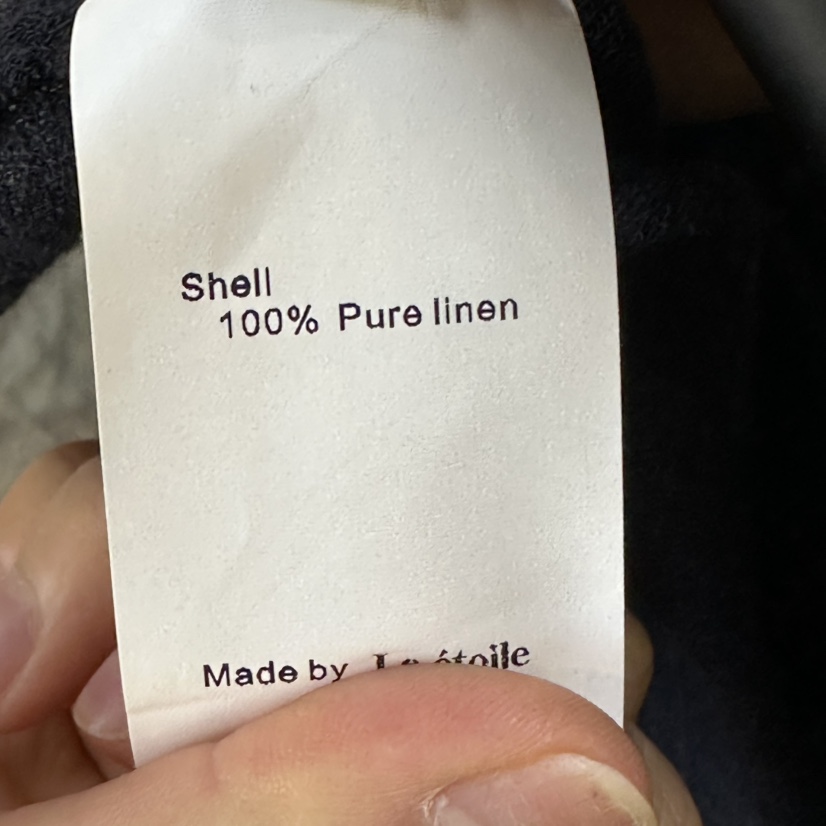 Shell
100% Pure linen
Made by étoile